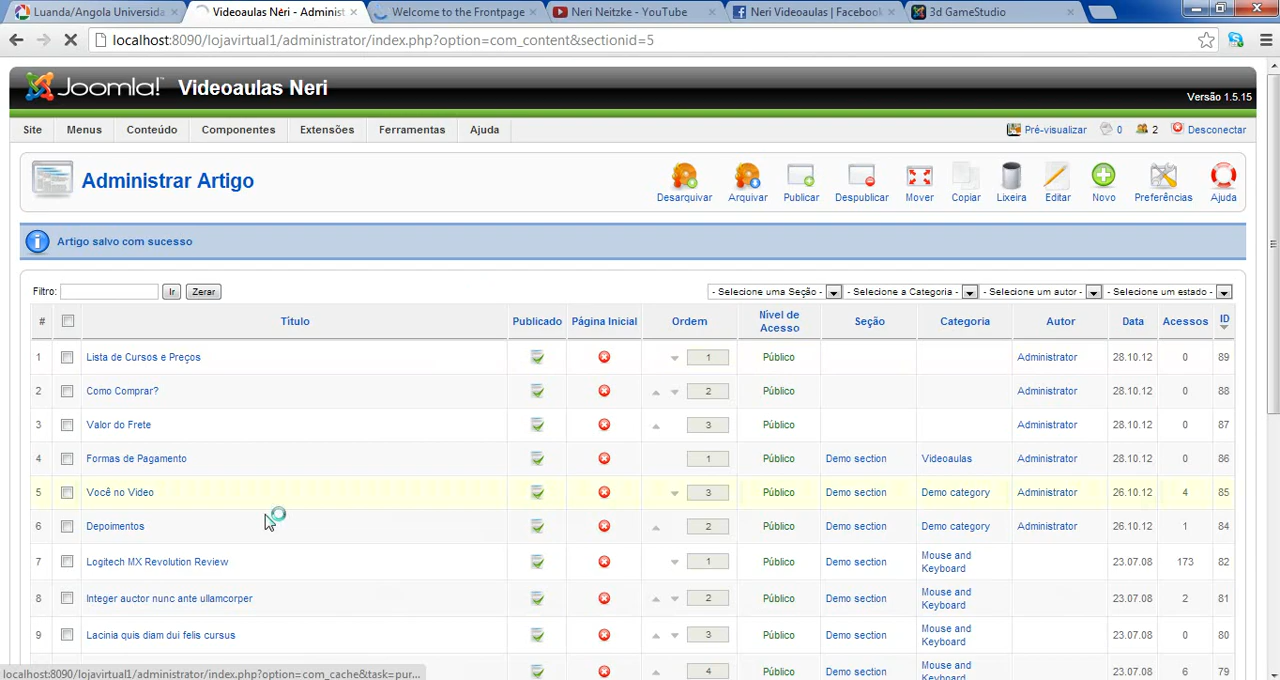 Luanda/Angola Universida
Videoaulas Neri - Administ
Welcome to the Frontpage
Neri Neitzke - YouTube
Neri Videoaulas | Facebook
3d GameStudio
localhost:8090/lojavirtual1/administrator/index.php?option=com_content&sectionid=5
Joomla!™ Videoaulas Neri
Versão 1.5.15
Site Menus Conteúdo Componentes Extensões Ferramentas Ajuda Pré-visualizar 0 2 Desconectar
Administrar Artigo
Desarquivar Arquivar Publicar Despublicar Mover Copiar Lixeira Editar Novo Preferências Ajuda
Artigo salvo com sucesso
Filtro: Ir Zerar - Selecione uma Seção - - Selecione a Categoria - - Selecione um autor - - Selecione um estado -
# Título Publicado Página Inicial Ordem Nível de Acesso Seção Categoria Autor Data Acessos ID
1 Lista de Cursos e Preços 1 Público Administrator 28.10.12 0 89
2 Como Comprar? 2 Público Administrator 28.10.12 0 88
3 Valor do Frete 3 Público Administrator 28.10.12 0 87
4 Formas de Pagamento 1 Público Demo section Videoaulas Administrator 28.10.12 0 86
5 Você no Video 3 Público Demo section Demo category Administrator 26.10.12 4 85
6 Depoimentos 2 Público Demo section Demo category Administrator 26.10.12 1 84
7 Logitech MX Revolution Review 1 Público Demo section Mouse and Keyboard 23.07.08 173 82
8 Integer auctor nunc ante ullamcorper 2 Público Demo section Mouse and Keyboard 23.07.08 2 81
9 Lacinia quis diam dui felis cursus 3 Público Demo section Mouse and Keyboard 23.07.08 0 80
4 Público Demo section Mouse and Keyboard 23.07.08 6 79
localhost:8090/lojavirtual1/administrator/index.php?option=com_cache&task=pur...